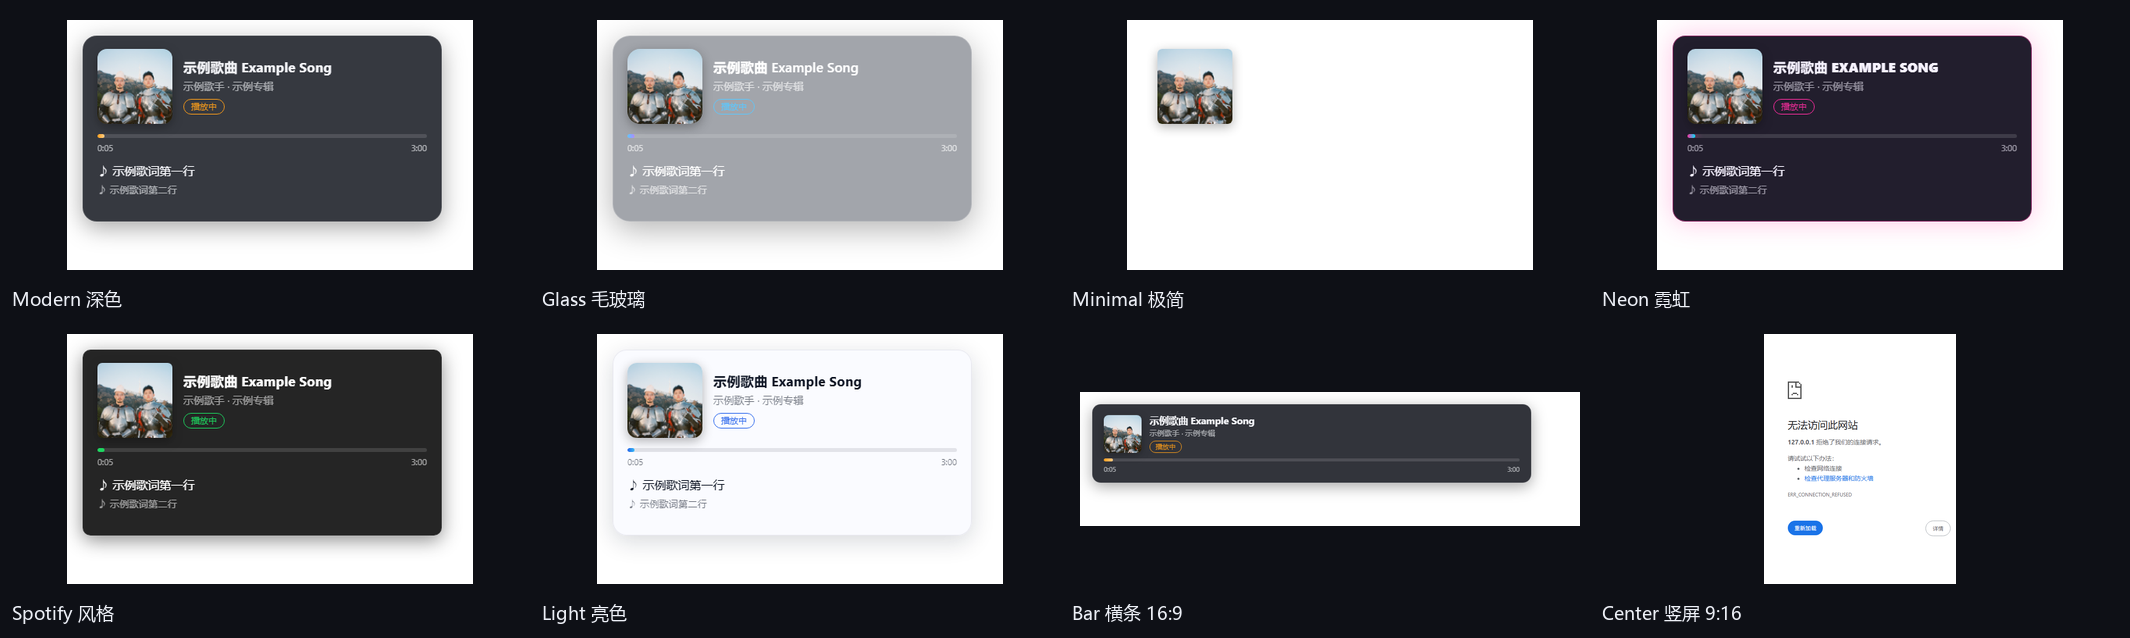 示例歌曲 Example Song
示例歌手 · 示例专辑
播放中
0:05 3:00
♪ 示例歌词第一行
♪ 示例歌词第二行
Modern 深色
示例歌曲 Example Song
示例歌手 · 示例专辑
播放中
0:05 3:00
♪ 示例歌词第一行
♪ 示例歌词第二行
Glass 毛玻璃
Minimal 极简
示例歌曲 EXAMPLE SONG
示例歌手 · 示例专辑
播放中
0:05 3:00
♪ 示例歌词第一行
♪ 示例歌词第二行
Neon 霓虹
示例歌曲 Example Song
示例歌手 · 示例专辑
播放中
0:05 3:00
♪ 示例歌词第一行
♪ 示例歌词第二行
Spotify 风格
示例歌曲 Example Song
示例歌手 · 示例专辑
播放中
0:05 3:00
♪ 示例歌词第一行
♪ 示例歌词第二行
Light 亮色
示例歌曲 Example Song
示例歌手 · 示例专辑
播放中
0:05 3:00
Bar 横条 16:9
无法访问此网站
127.0.0.1 拒绝了我们的连接请求。
请试试以下办法:
• 检查网络连接
• 检查代理服务器和防火墙
ERR_CONNECTION_REFUSED
重新加载 详情
Center 竖屏 9:16